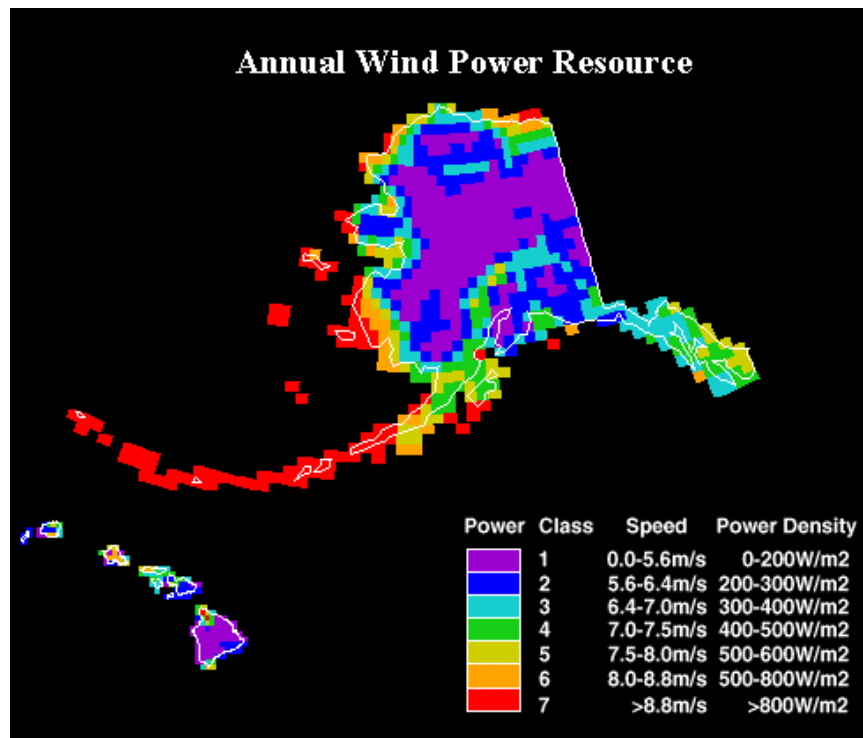 Annual Wind Power Resource
Power Class Speed Power Density
1 0.0-5.6m/s 0-200W/m2
2 5.6-6.4m/s 200-300W/m2
3 6.4-7.0m/s 300-400W/m2
4 7.0-7.5m/s 400-500W/m2
5 7.5-8.0m/s 500-600W/m2
6 8.0-8.8m/s 500-800W/m2
7 >8.8m/s >800W/m2